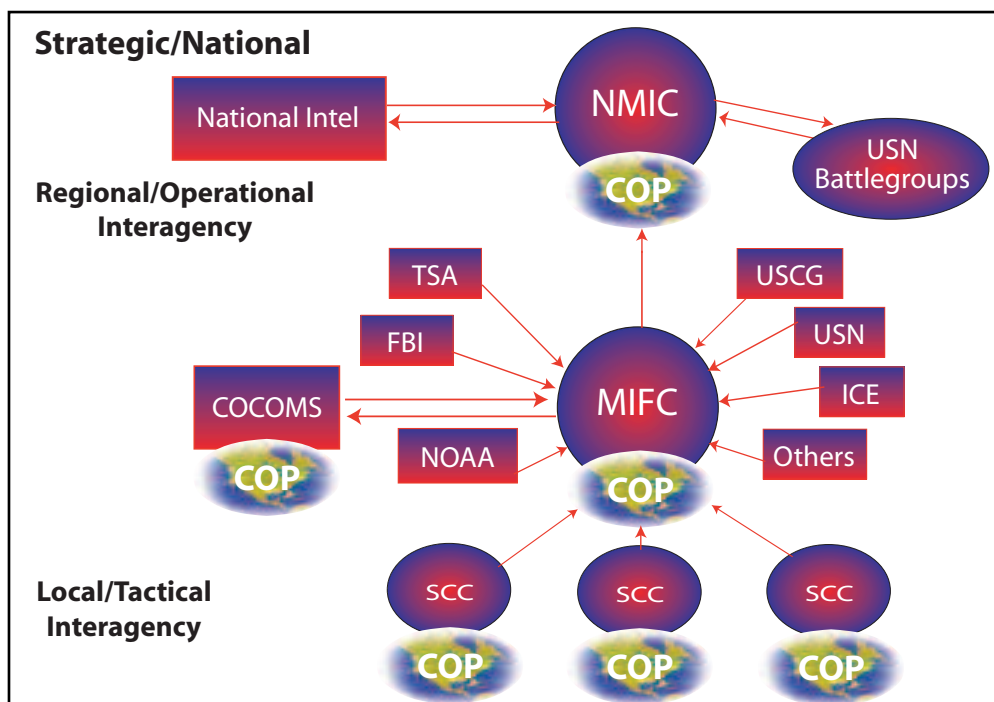 Strategic/National
NMIC
National Intel
USN
Battlegroups
COP
Regional/Operational
Interagency
TSA
USCG
FBI
USN
COCOMS
MIFC
ICE
NOAA
Others
COP
COP
Local/Tactical
Interagency
SCC
SCC
SCC
COP
COP
COP